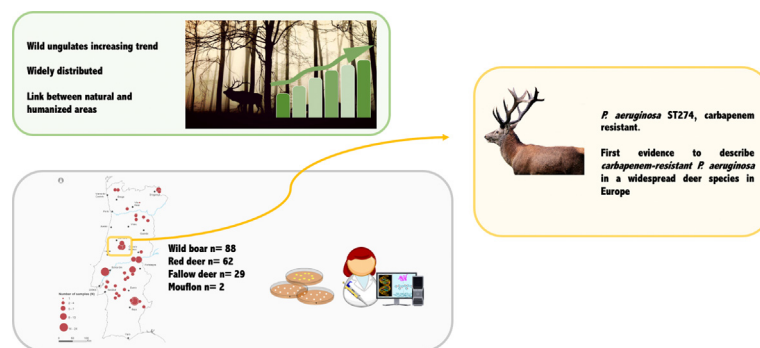 Wild ungulates increasing trend
Widely distributed
Link between natural and
humanized areas
P. aeruginosa ST274, carbapenem
resistant.
First evidence to describe
carbapenem-resistant P. aeruginosa
in a widespread deer species in
Europe
Wild boar n= 88
Red deer n= 62
Fallow deer n= 29
Mouflon n= 2
Number of samples (N)